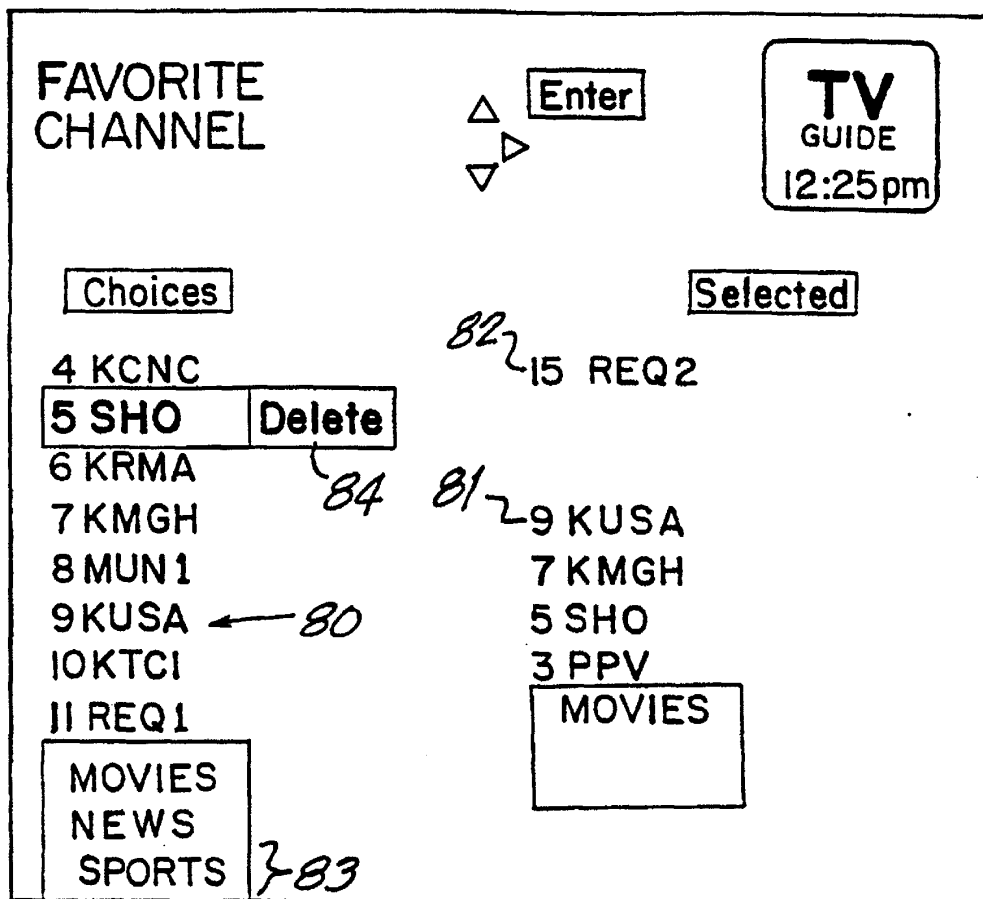 FAVORITE
CHANNEL
Enter
TV
GUIDE
12:25pm
Choices
Selected
4 KCNC
5 SHO Delete
6 KRMA
7 KMGH
8 MUN1
9 KUSA
10 KTCI
11 REQ1
MOVIES
NEWS
SPORTS
84
80
83
82
15 REQ2
81
9 KUSA
7 KMGH
5 SHO
3 PPV
MOVIES